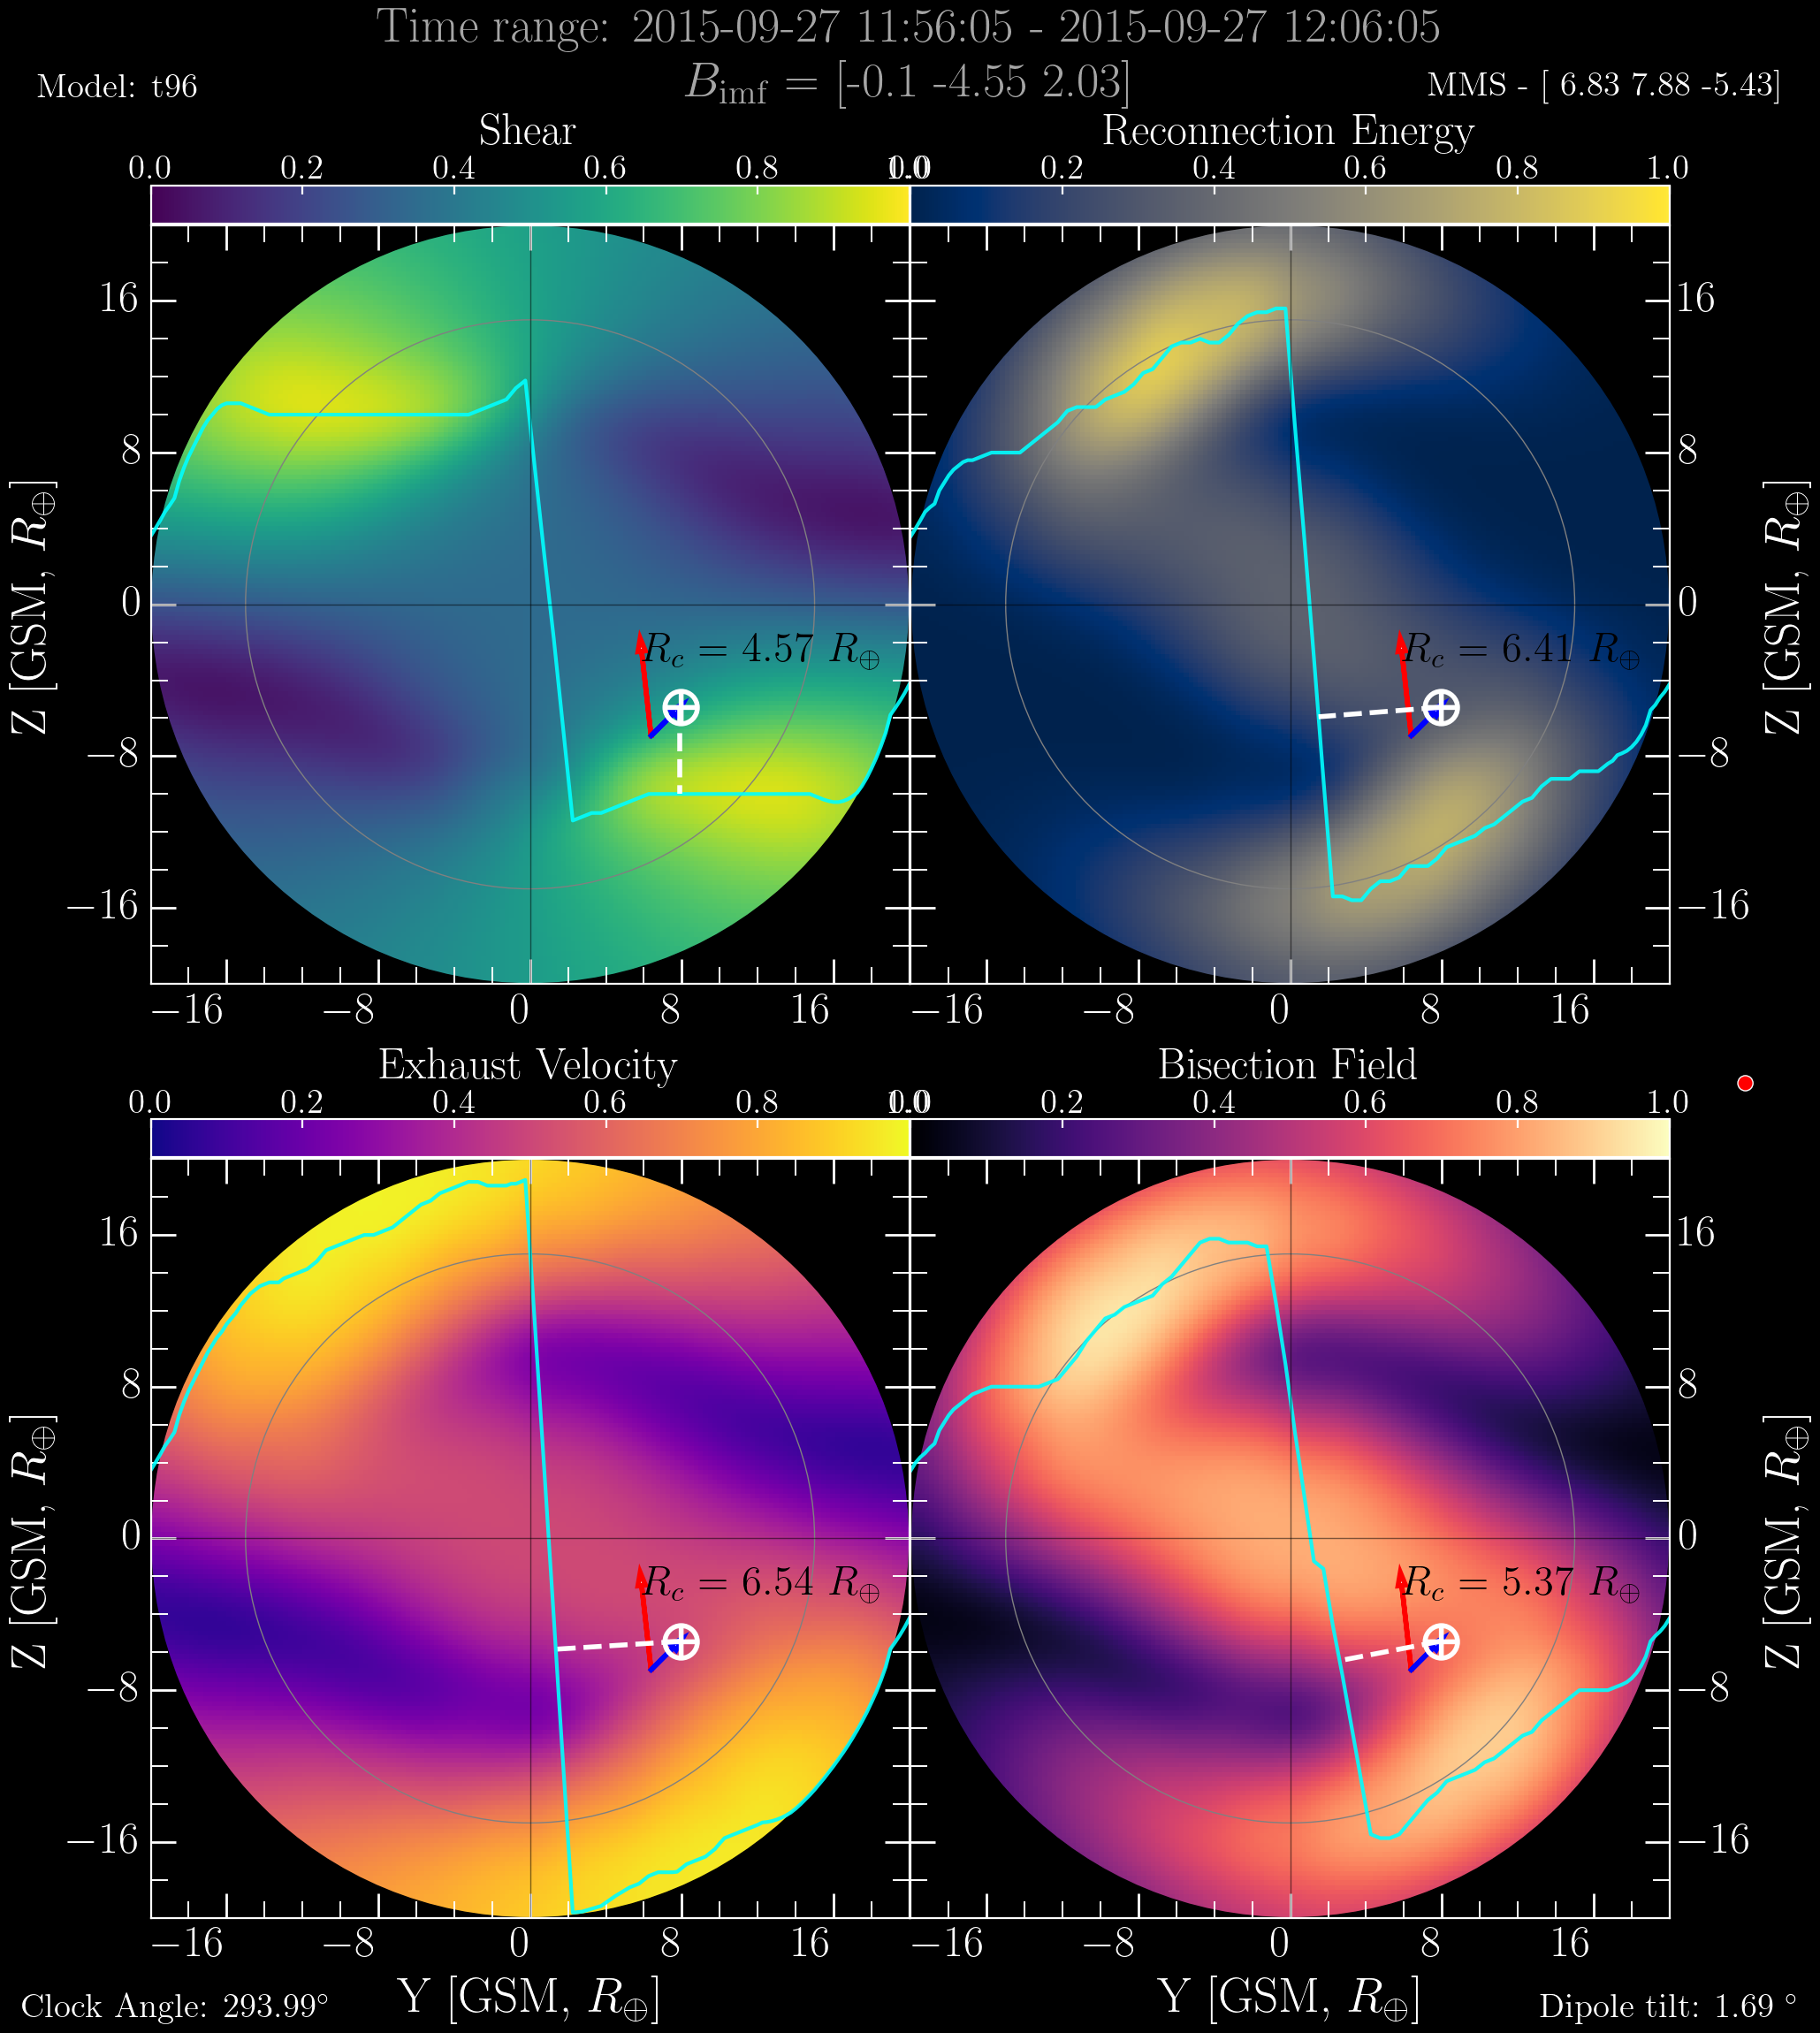 Time range: 2015-09-27 11:56:05 - 2015-09-27 12:06:05
Model: t96
B_imf = [-0.1 -4.55 2.03]
MMS - [ 6.83 7.88 -5.43]
Shear
Reconnection Energy
0.0 0.2 0.4 0.6 0.8 1.0
0.0 0.2 0.4 0.6 0.8 1.0
16
8
0
−8
−16
Z [GSM, R⊕]
R_c = 4.57 R⊕
R_c = 6.41 R⊕
16
8
0
−8
−16
Z [GSM, R⊕]
−16 −8 0 8 16
−16 −8 0 8 16
Exhaust Velocity
Bisection Field
0.0 0.2 0.4 0.6 0.8 1.0
0.0 0.2 0.4 0.6 0.8 1.0
16
8
0
−8
−16
Z [GSM, R⊕]
R_c = 6.54 R⊕
R_c = 5.37 R⊕
16
8
0
−8
−16
Z [GSM, R⊕]
−16 −8 0 8 16
−16 −8 0 8 16
Y [GSM, R⊕]
Y [GSM, R⊕]
Clock Angle: 293.99°
Dipole tilt: 1.69 °